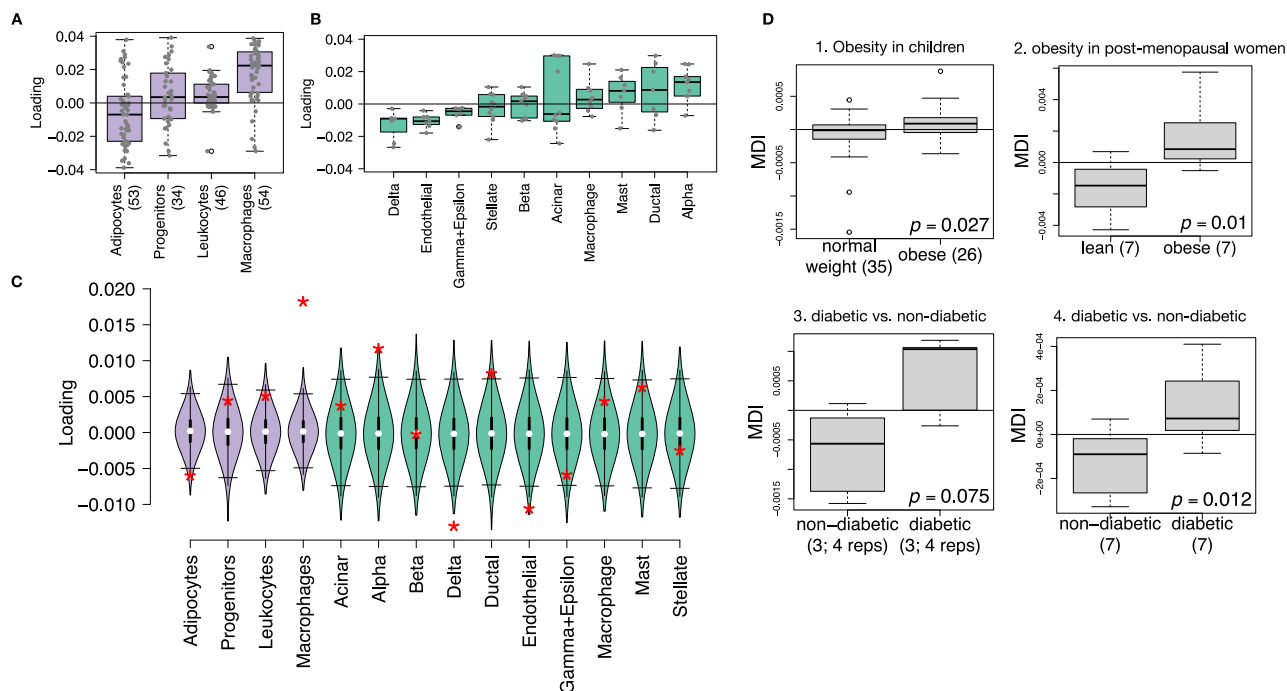 A
Loading
0.04
0.02
0.00
−0.02
−0.04
Adipocytes
(53)
Progenitors
(34)
Leukocytes
(46)
Macrophages
(54)
B
Loading
0.04
0.02
0.00
−0.02
−0.04
Delta
Endothelial
Gamma+Epsilon
Stellate
Beta
Acinar
Macrophage
Mast
Ductal
Alpha
C
Loading
0.020
0.015
0.010
0.005
0.000
−0.005
−0.010
Adipocytes
Progenitors
Leukocytes
Macrophages
Acinar
Alpha
Beta
Delta
Ductal
Endothelial
Gamma+Epsilon
Macrophage
Mast
Stellate
D
1. Obesity in children
MDI
0.0005
-0.0005
-0.0015
p = 0.027
normal
weight (35)
obese (26)
2. obesity in post-menopausal women
MDI
0.004
0.000
-0.004
p = 0.01
lean (7)
obese (7)
3. diabetic vs. non-diabetic
MDI
0.0005
-0.0005
-0.0015
p = 0.075
non−diabetic
(3; 4 reps)
diabetic
(3; 4 reps)
4. diabetic vs. non-diabetic
MDI
4e-04
2e-04
0e-04
-2e-04
p = 0.012
non−diabetic
(7)
diabetic
(7)